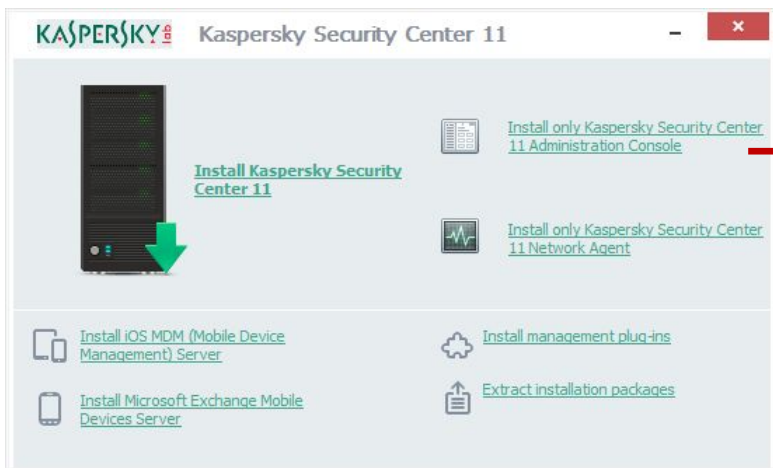 KASPERSKY lab Kaspersky Security Center 11
Install Kaspersky Security
Center 11
Install only Kaspersky Security Center
11 Administration Console
Install only Kaspersky Security Center
11 Network Agent
Install iOS MDM (Mobile Device
Management) Server
Install Microsoft Exchange Mobile
Devices Server
Install management plug-ins
Extract installation packages